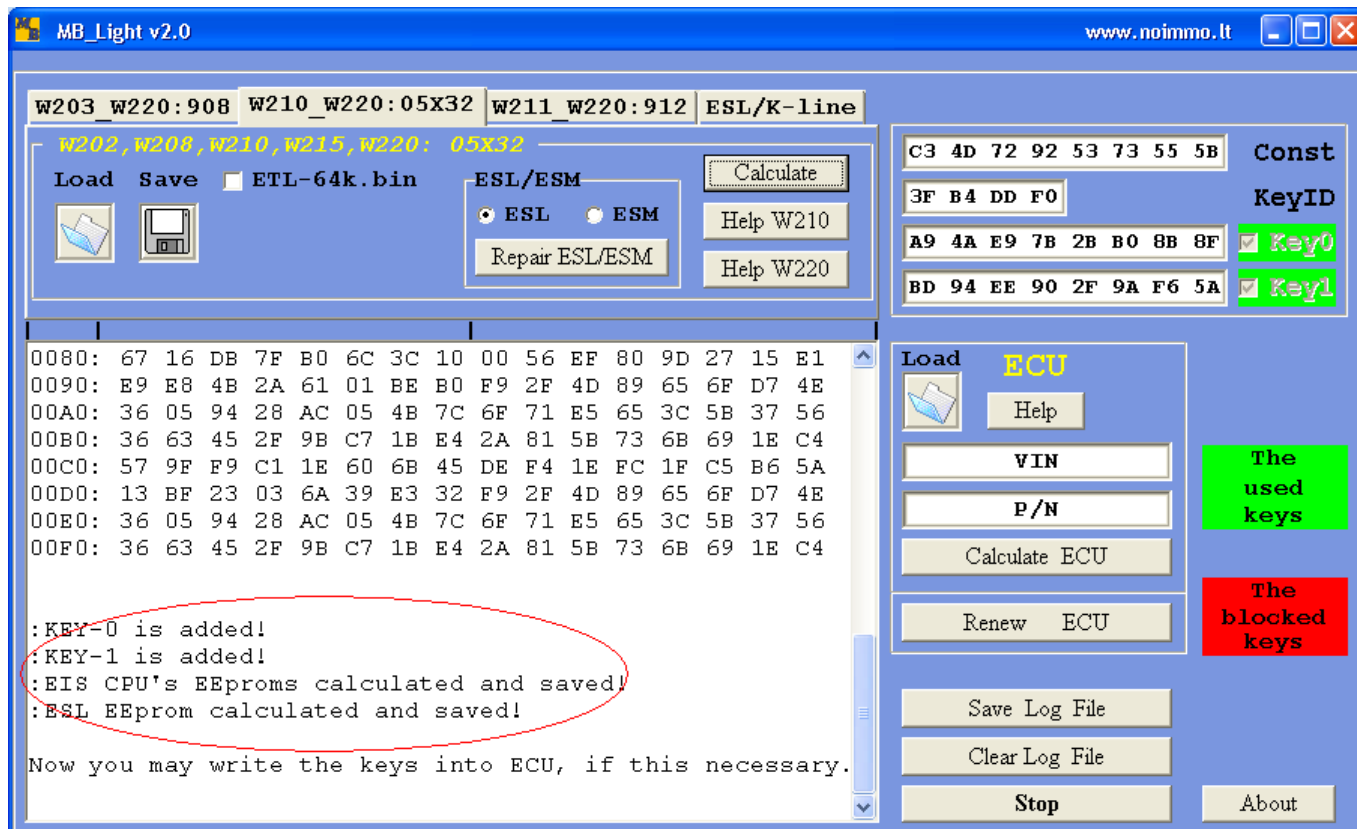 MB_Light v2.0
www.noimmo.lt
W203_W220:908
W210_W220:05X32
W211_W220:912
ESL/K-line
W202,W208,W210,W215,W220: 05X32
Load Save ETL-64k.bin
ESL/ESM
ESL ESM
Repair ESL/ESM
Calculate
Help W210
Help W220
C3 4D 72 92 53 73 55 5B Const
3F B4 DD F0 KeyID
A9 4A E9 7B 2B B0 8B 8F Key0
BD 94 EE 90 2F 9A F6 5A Key1
0080: 67 16 DB 7F B0 6C 3C 10 00 56 EF 80 9D 27 15 E1
0090: E9 E8 4B 2A 61 01 BE B0 F9 2F 4D 89 65 6F D7 4E
00A0: 36 05 94 28 AC 05 4B 7C 6F 71 E5 65 3C 5B 37 56
00B0: 36 63 45 2F 9B C7 1B E4 2A 81 5B 73 6B 69 1E C4
00C0: 57 9F F9 C1 1E 60 6B 45 DE F4 1E FC 1F C5 B6 5A
00D0: 13 BF 23 03 6A 39 E3 32 F9 2F 4D 89 65 6F D7 4E
00E0: 36 05 94 28 AC 05 4B 7C 6F 71 E5 65 3C 5B 37 56
00F0: 36 63 45 2F 9B C7 1B E4 2A 81 5B 73 6B 69 1E C4
:KEY-0 is added!
:KEY-1 is added!
:EIS CPU's EEproms calculated and saved!
:ESL EEprom calculated and saved!
Now you may write the keys into ECU, if this necessary.
Load ECU
Help
VIN
P/N
Calculate ECU
Renew ECU
The
used
keys
The
blocked
keys
Save Log File
Clear Log File
Stop
About